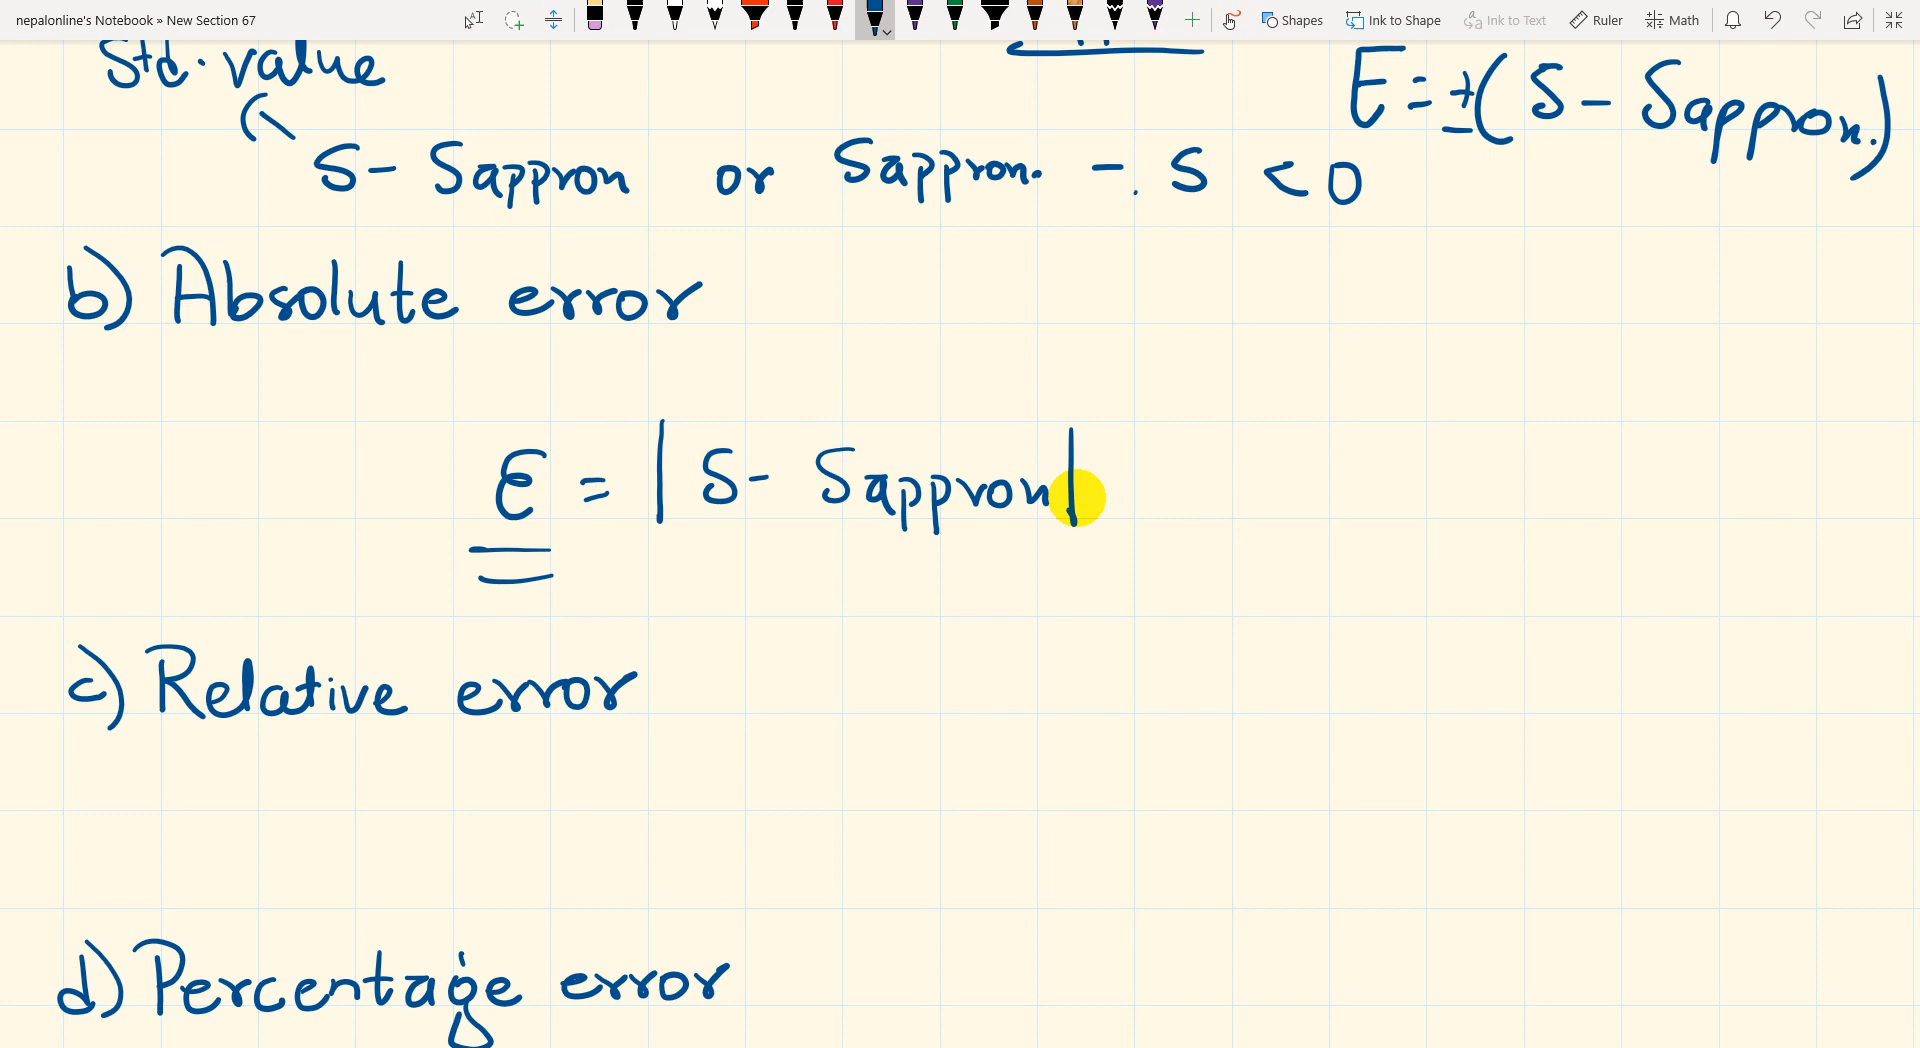 nepalonline's Notebook » New Section 67
Shapes Ink to Shape Ink to Text Ruler Math
Std. value
E = ±( S - Sapprox.)
S - Sapprox or Sapprox. - S < 0
b) Absolute error
E = | S - Sapprox|
c) Relative error
d) Percentage error